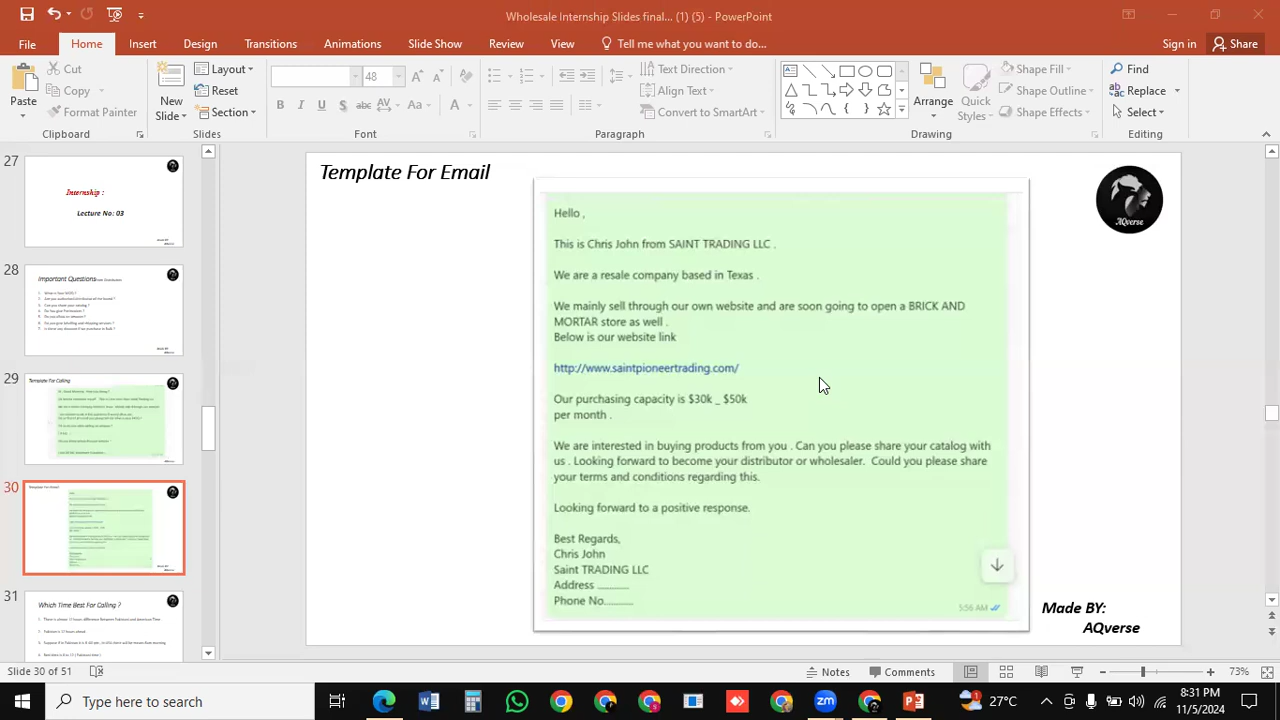 Wholesale Internship Slides final... (1) (5) - PowerPoint
File Home Insert Design Transitions Animations Slide Show Review View Tell me what you want to do... Sign in Share
Paste
Cut
Copy
Format Painter
Clipboard
New Slide
Layout
Reset
Section
Slides
48
Font
Text Direction
Align Text
Convert to SmartArt
Paragraph
Arrange
Quick Styles
Shape Fill
Shape Outline
Shape Effects
Drawing
Find
Replace
Select
Editing
27
Internship :
Lecture No: 03
28
Important Questions
29
Template For Calling
30
Template For Email
31
Which Time Best For Calling ?
Template For Email
AQverse
Hello ,
This is Chris John from SAINT TRADING LLC .
We are a resale company based in Texas .
We mainly sell through our own website and are soon going to open a BRICK AND
MORTAR store as well .
Below is our website link
http://www.saintpioneertrading.com/
Our purchasing capacity is $30k _ $50k
per month .
We are interested in buying products from you . Can you please share your catalog with
us . Looking forward to become your distributor or wholesaler. Could you please share
your terms and conditions regarding this.
Looking forward to a positive response.
Best Regards,
Chris John
Saint TRADING LLC
Address ..............
Phone No.............
5:56 AM
Made BY:
AQverse
Slide 30 of 51
Notes
Comments
73%
Type here to search
27°C
8:31 PM
11/5/2024